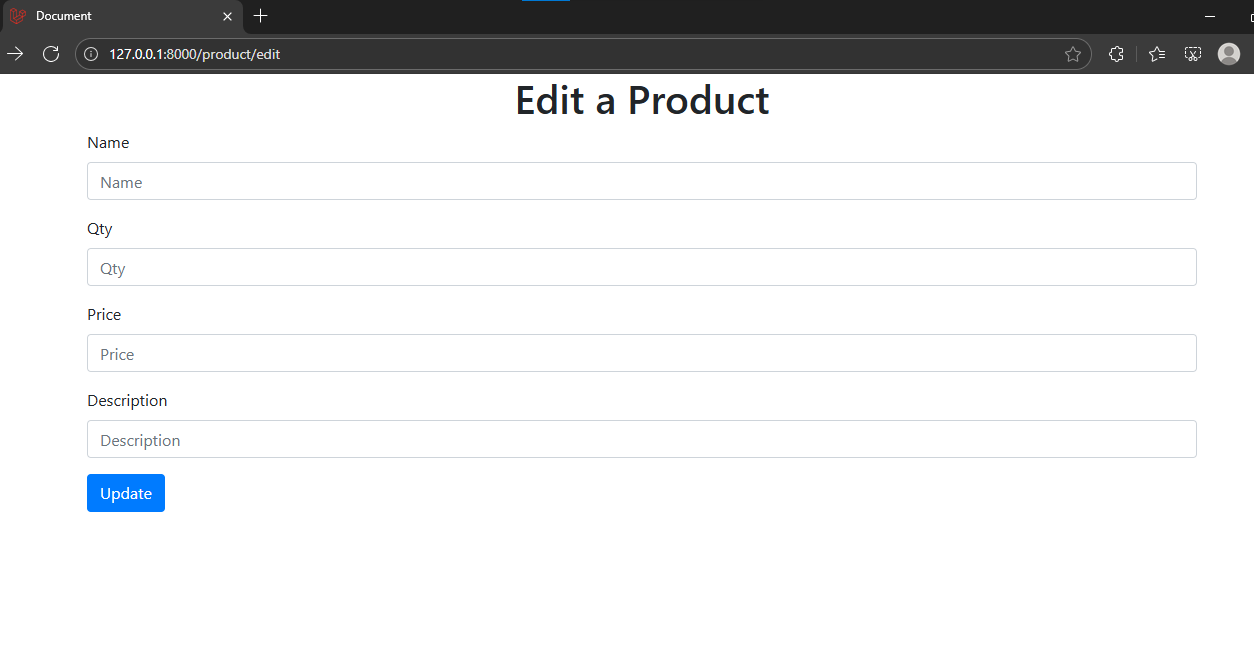 Document
127.0.0.1:8000/product/edit
Edit a Product
Name
Name
Qty
Qty
Price
Price
Description
Description
Update